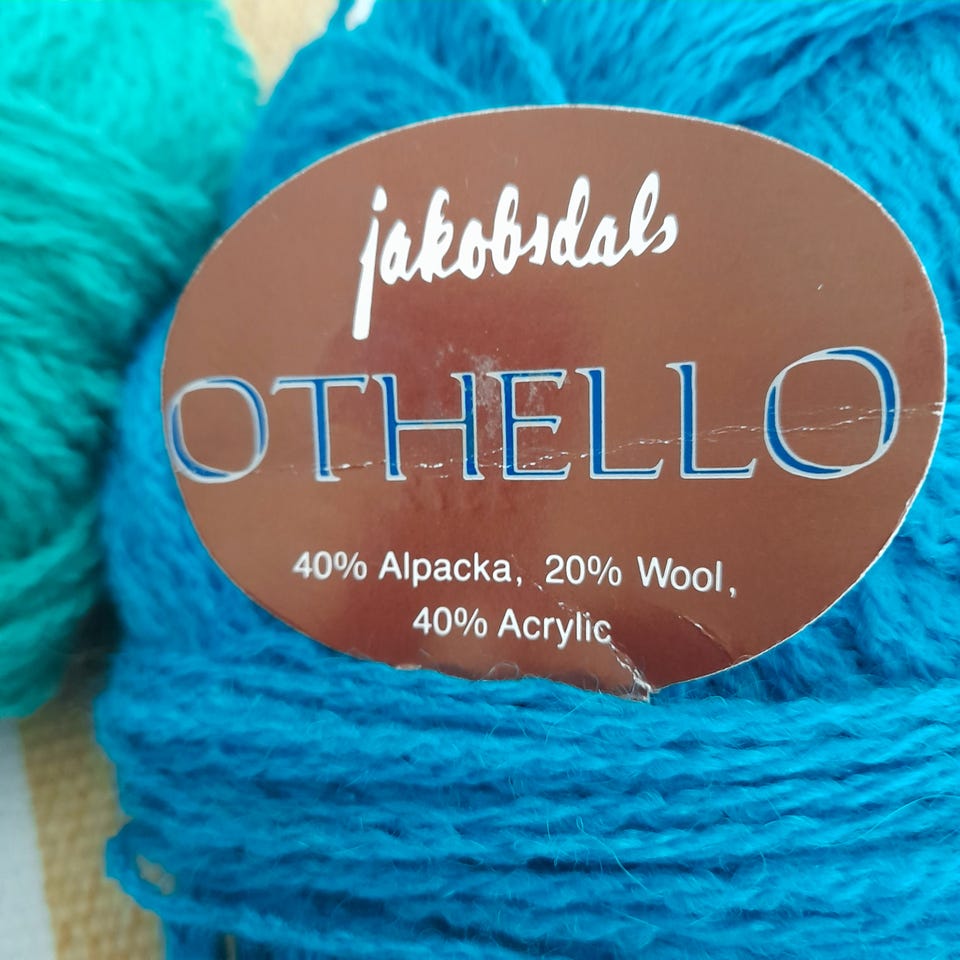 jakobsdals
OTHELLO
40% Alpacka, 20% Wool,
40% Acrylic